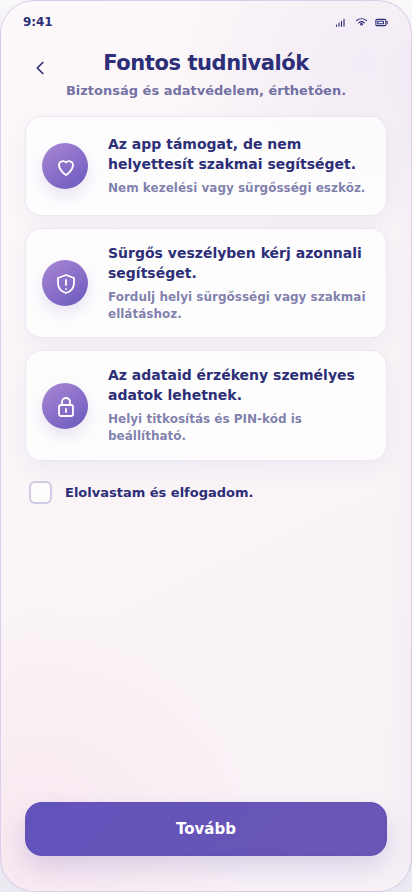 9:41
Fontos tudnivalók
Biztonság és adatvédelem, érthetően.
Az app támogat, de nem
helyettesít szakmai segítséget.
Nem kezelési vagy sürgősségi eszköz.
Sürgős veszélyben kérj azonnali
segítséget.
Fordulj helyi sürgősségi vagy szakmai
ellátáshoz.
Az adataid érzékeny személyes
adatok lehetnek.
Helyi titkosítás és PIN-kód is
beállítható.
Elolvastam és elfogadom.
Tovább